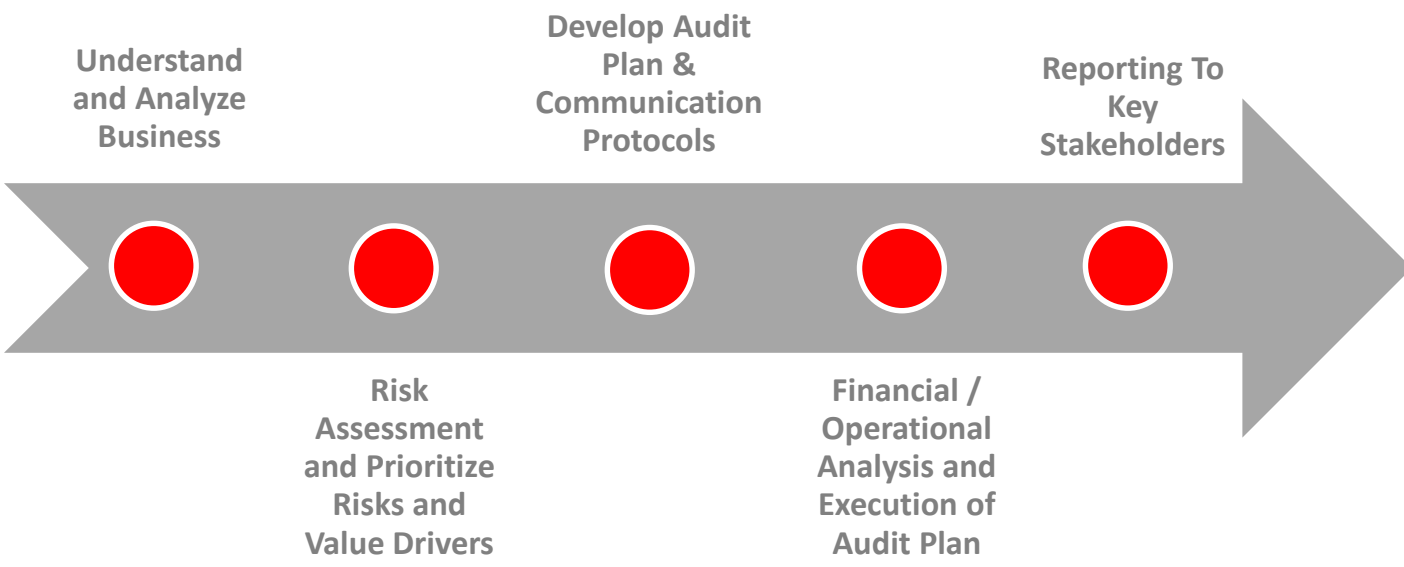 Understand
and Analyze
Business
Risk
Assessment
and Prioritize
Risks and
Value Drivers
Develop Audit
Plan &
Communication
Protocols
Financial /
Operational
Analysis and
Execution of
Audit Plan
Reporting To
Key
Stakeholders